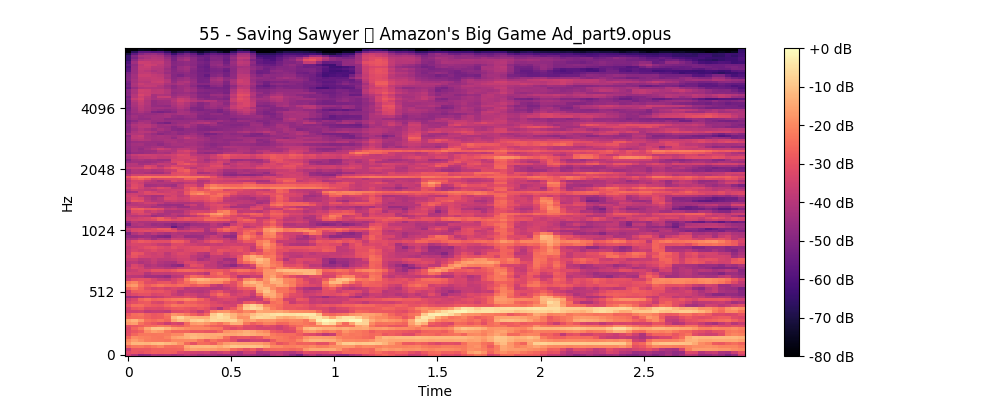 55 - Saving Sawyer ▯ Amazon's Big Game Ad_part9.opus
+0 dB
-10 dB
-20 dB
-30 dB
-40 dB
-50 dB
-60 dB
-70 dB
-80 dB
4096
2048
1024
512
0
Hz
0
0.5
1
1.5
2
2.5
Time